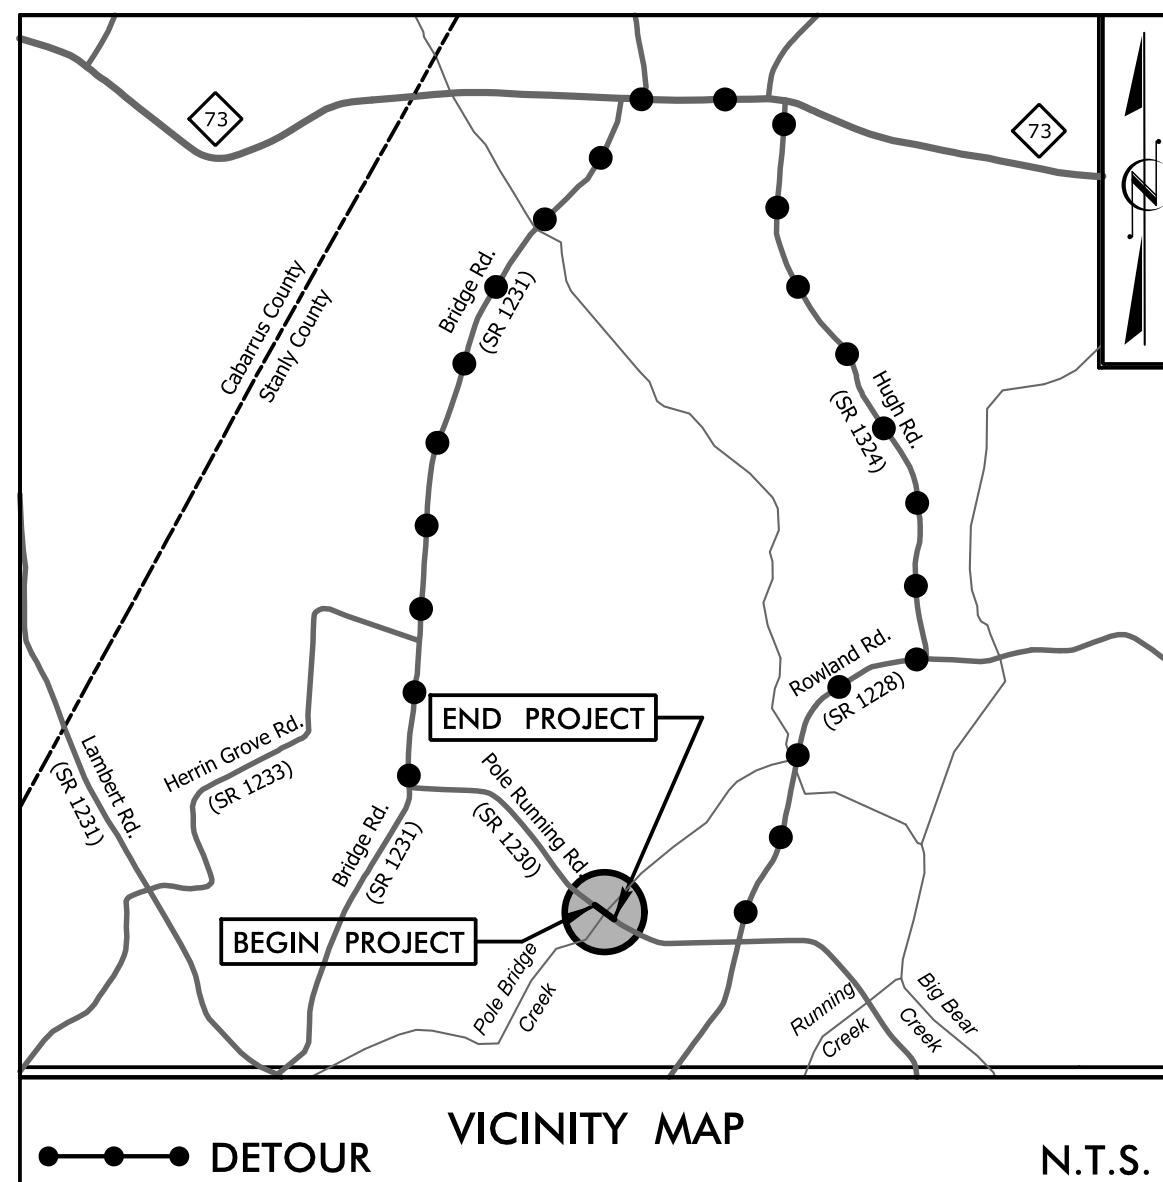 73
73
N
Bridge Rd.
(SR 1231)
Cabarrus County
Stanly County
Hugh Rd.
(SR 1324)
Rowland Rd.
(SR 1228)
END PROJECT
Lambert Rd.
(SR 1231)
Herrin Grove Rd.
(SR 1233)
Pole Running Rd.
(SR 1230)
Bridge Rd.
(SR 1231)
BEGIN PROJECT
Pole Bridge
Creek
Running
Creek
Big Bear
Creek
VICINITY MAP
DETOUR
N.T.S.